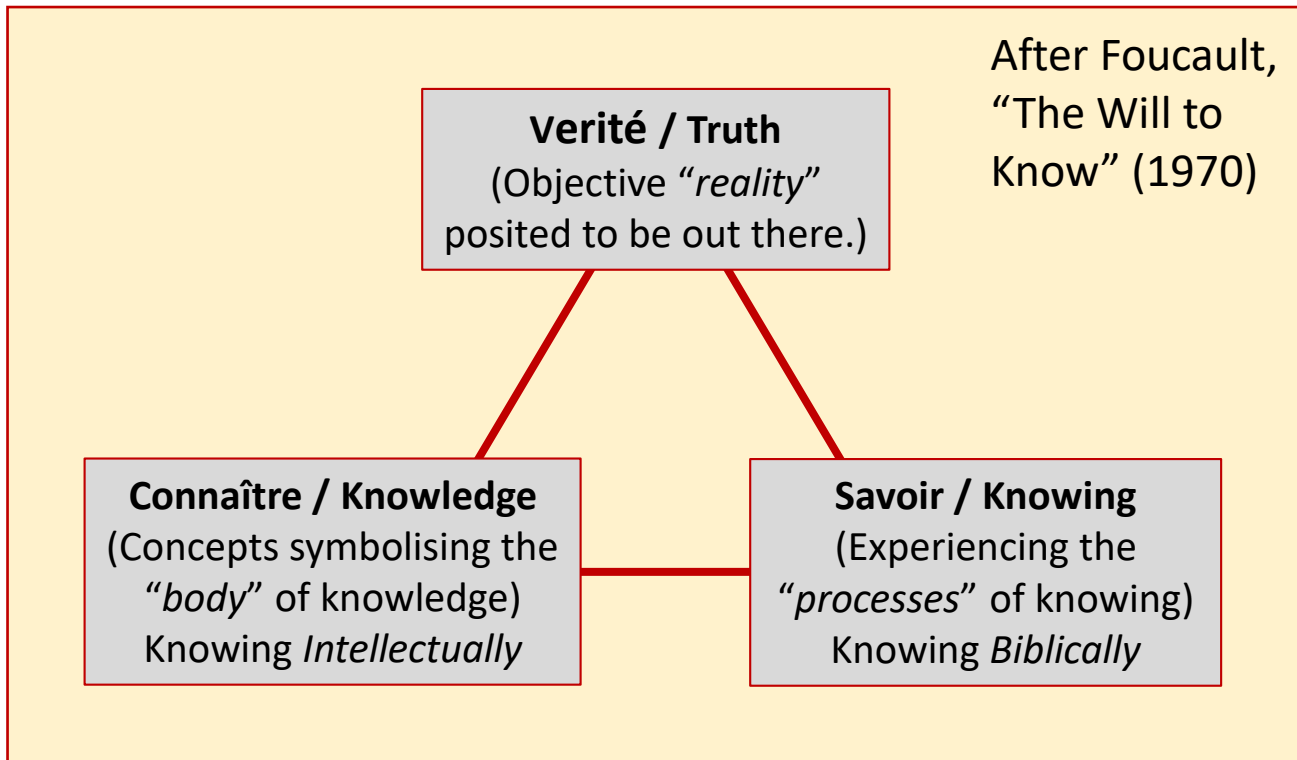 After Foucault,
“The Will to
Know” (1970)
Verité / Truth
(Objective “reality”
posited to be out there.)
Connaître / Knowledge
(Concepts symbolising the
“body” of knowledge)
Knowing Intellectually
Savoir / Knowing
(Experiencing the
“processes” of knowing)
Knowing Biblically